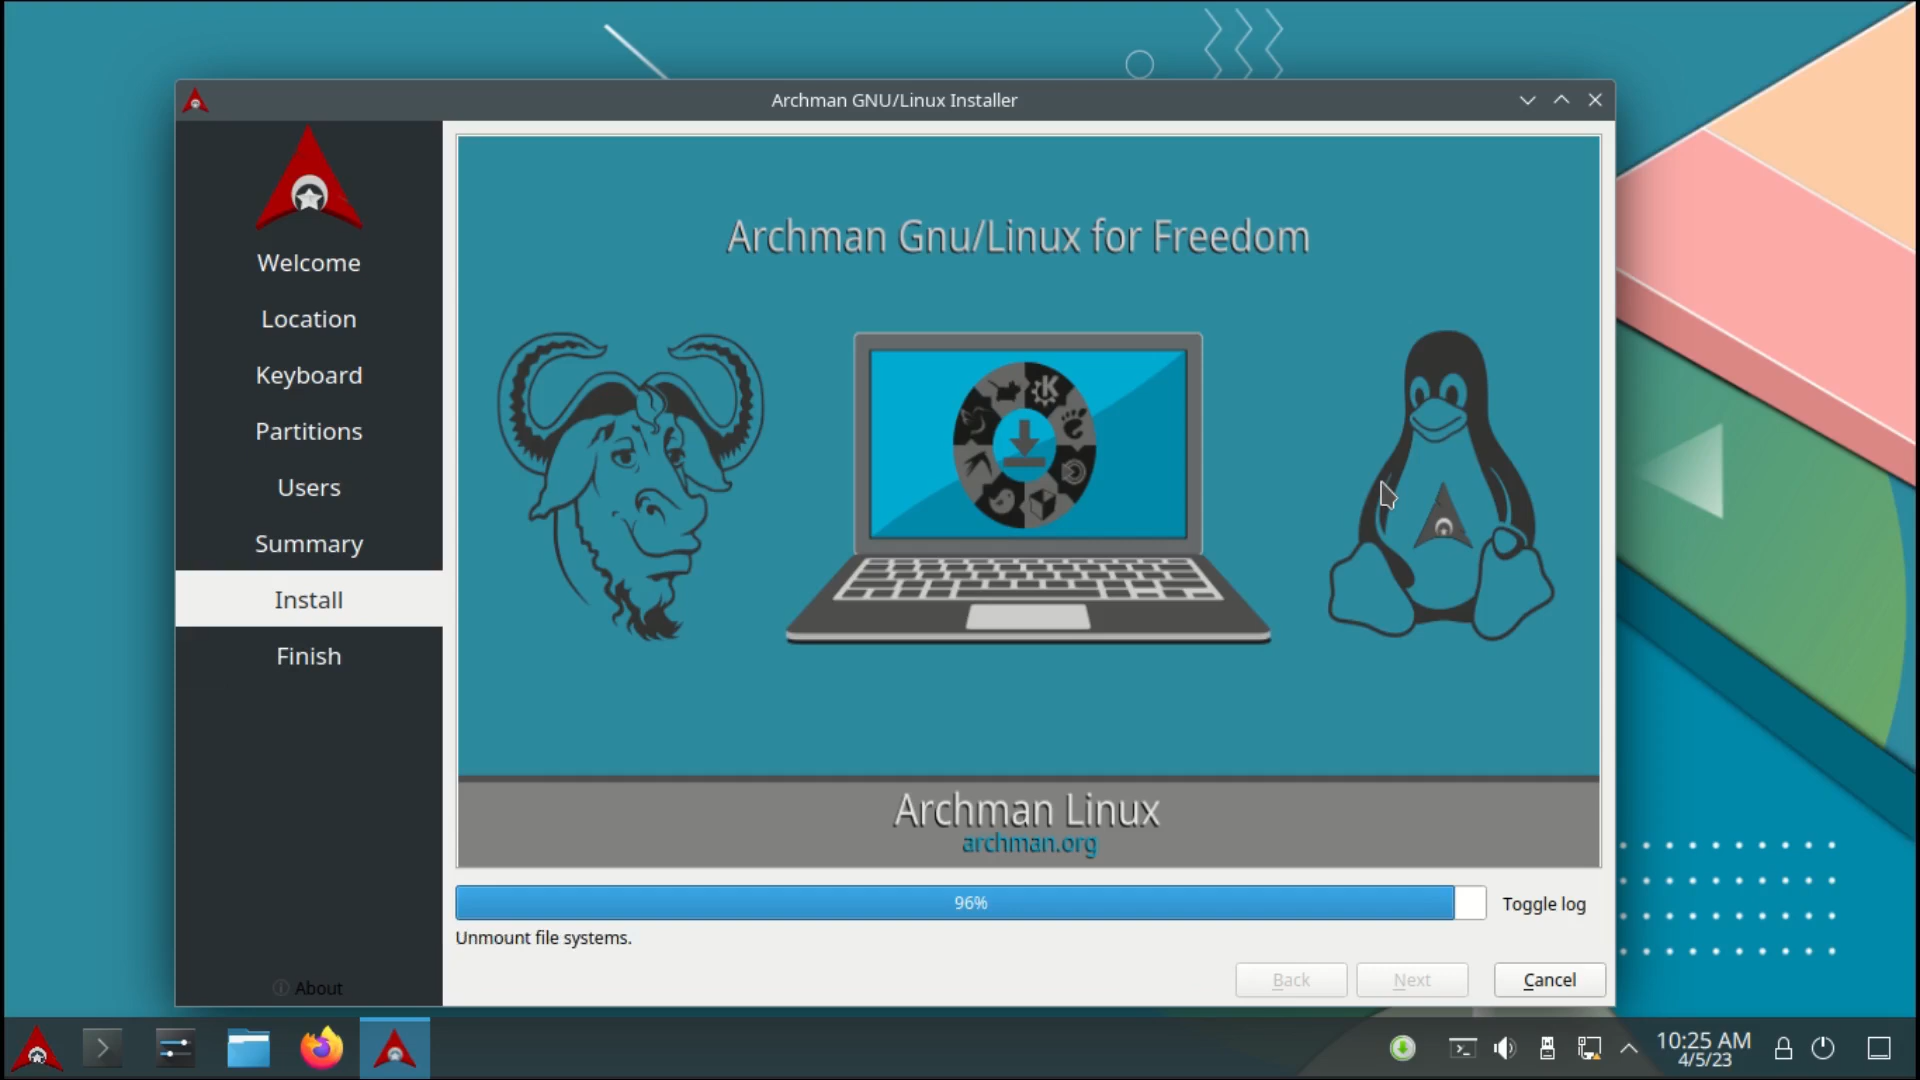 Archman GNU/Linux Installer
Welcome
Location
Keyboard
Partitions
Users
Summary
Install
Finish
About
Archman Gnu/Linux for Freedom
Archman Linux
archman.org
96%
Toggle log
Unmount file systems.
Back
Next
Cancel
10:25 AM
4/5/23